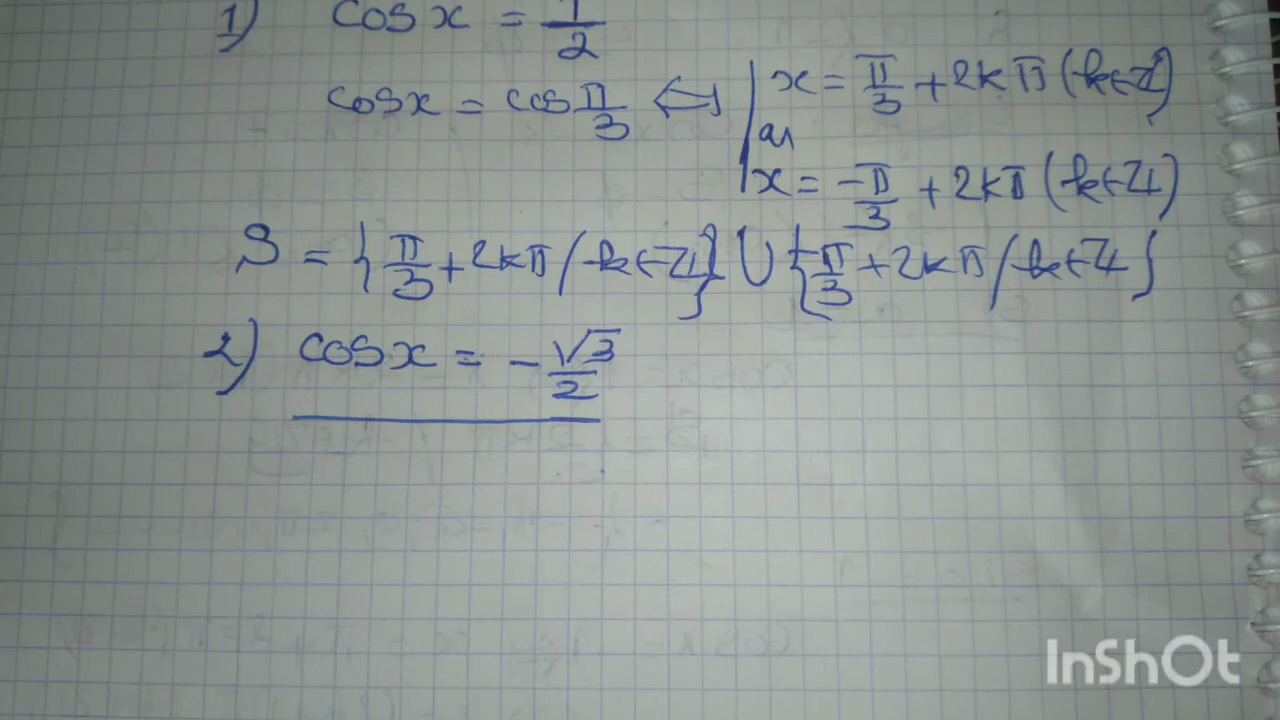 1) cos x = 1/2
cos x = cos π/3 ⟺ | x = π/3 + 2kπ (k∈ℤ)
ou
x = -π/3 + 2kπ (k∈ℤ)
S = {π/3 + 2kπ / k∈ℤ} ∪ {-π/3 + 2kπ / k∈ℤ}
2) cos x = -√3/2
InShOt